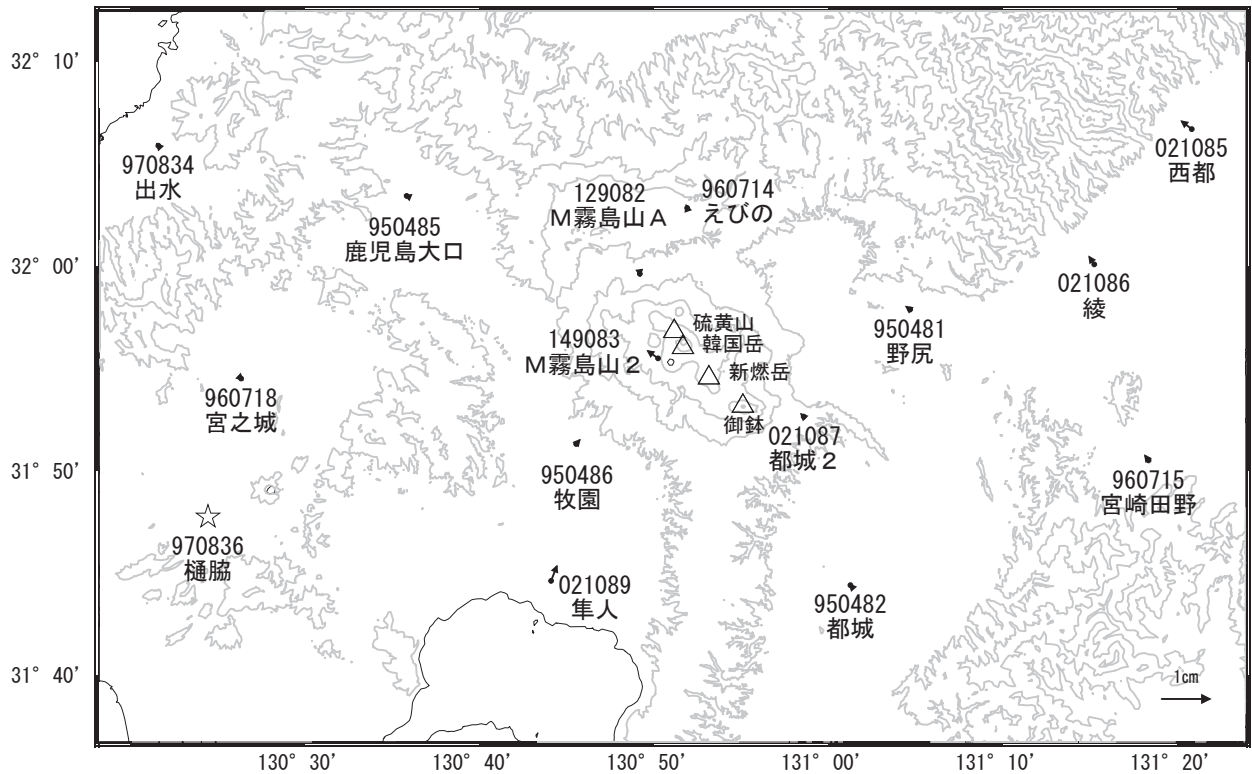 32° 10’
970834
出水
950485
鹿児島大口
129082
Ｍ霧島山Ａ
960714
えびの
021085
西都
32° 00’
021086
綾
950481
野尻
硫黄山
韓国岳
149083
Ｍ霧島山２
新燃岳
960718
宮之城
御鉢
021087
都城２
31° 50’
950486
牧園
960715
宮崎田野
970836
樋脇
021089
隼人
950482
都城
31° 40’
1㎝
130° 30’
130° 40’
130° 50’
131° 00’
131° 10’
131° 20’